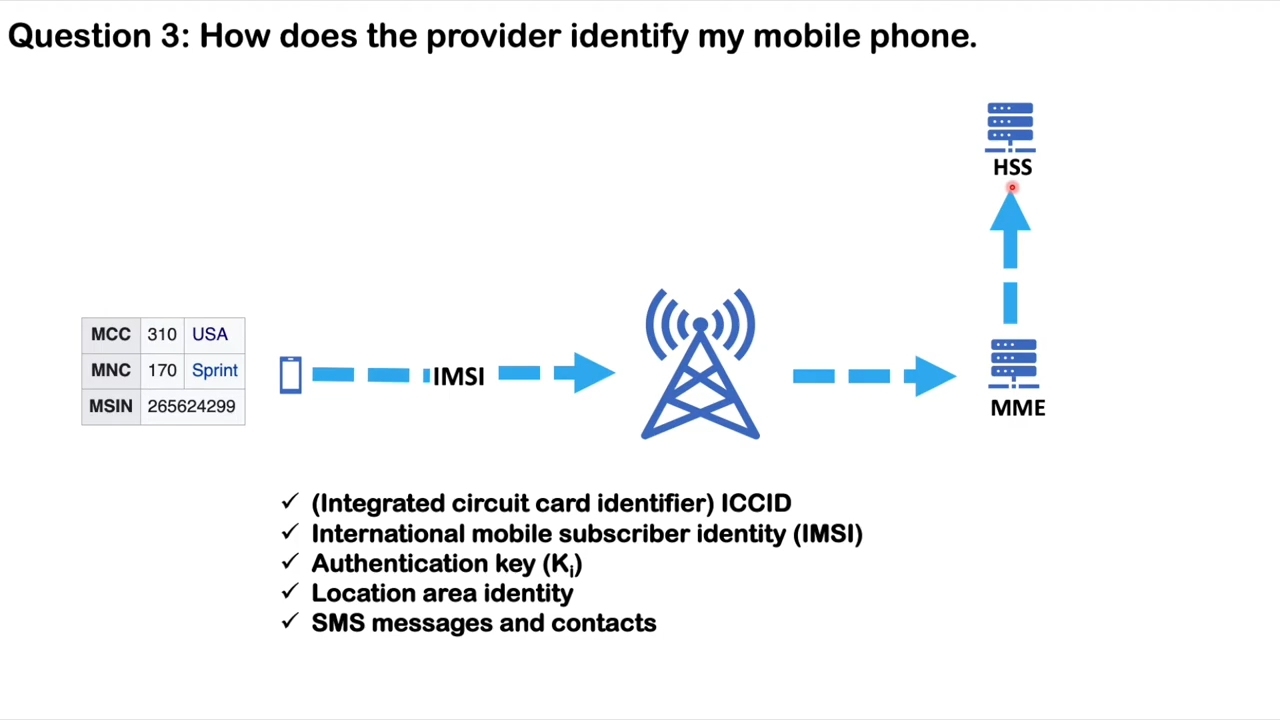 Question 3: How does the provider identify my mobile phone.
HSS
MCC 310 USA
MNC 170 Sprint
MSIN 265624299
IMSI
MME
✓ (Integrated circuit card identifier) ICCID
✓ International mobile subscriber identity (IMSI)
✓ Authentication key (Ki)
✓ Location area identity
✓ SMS messages and contacts